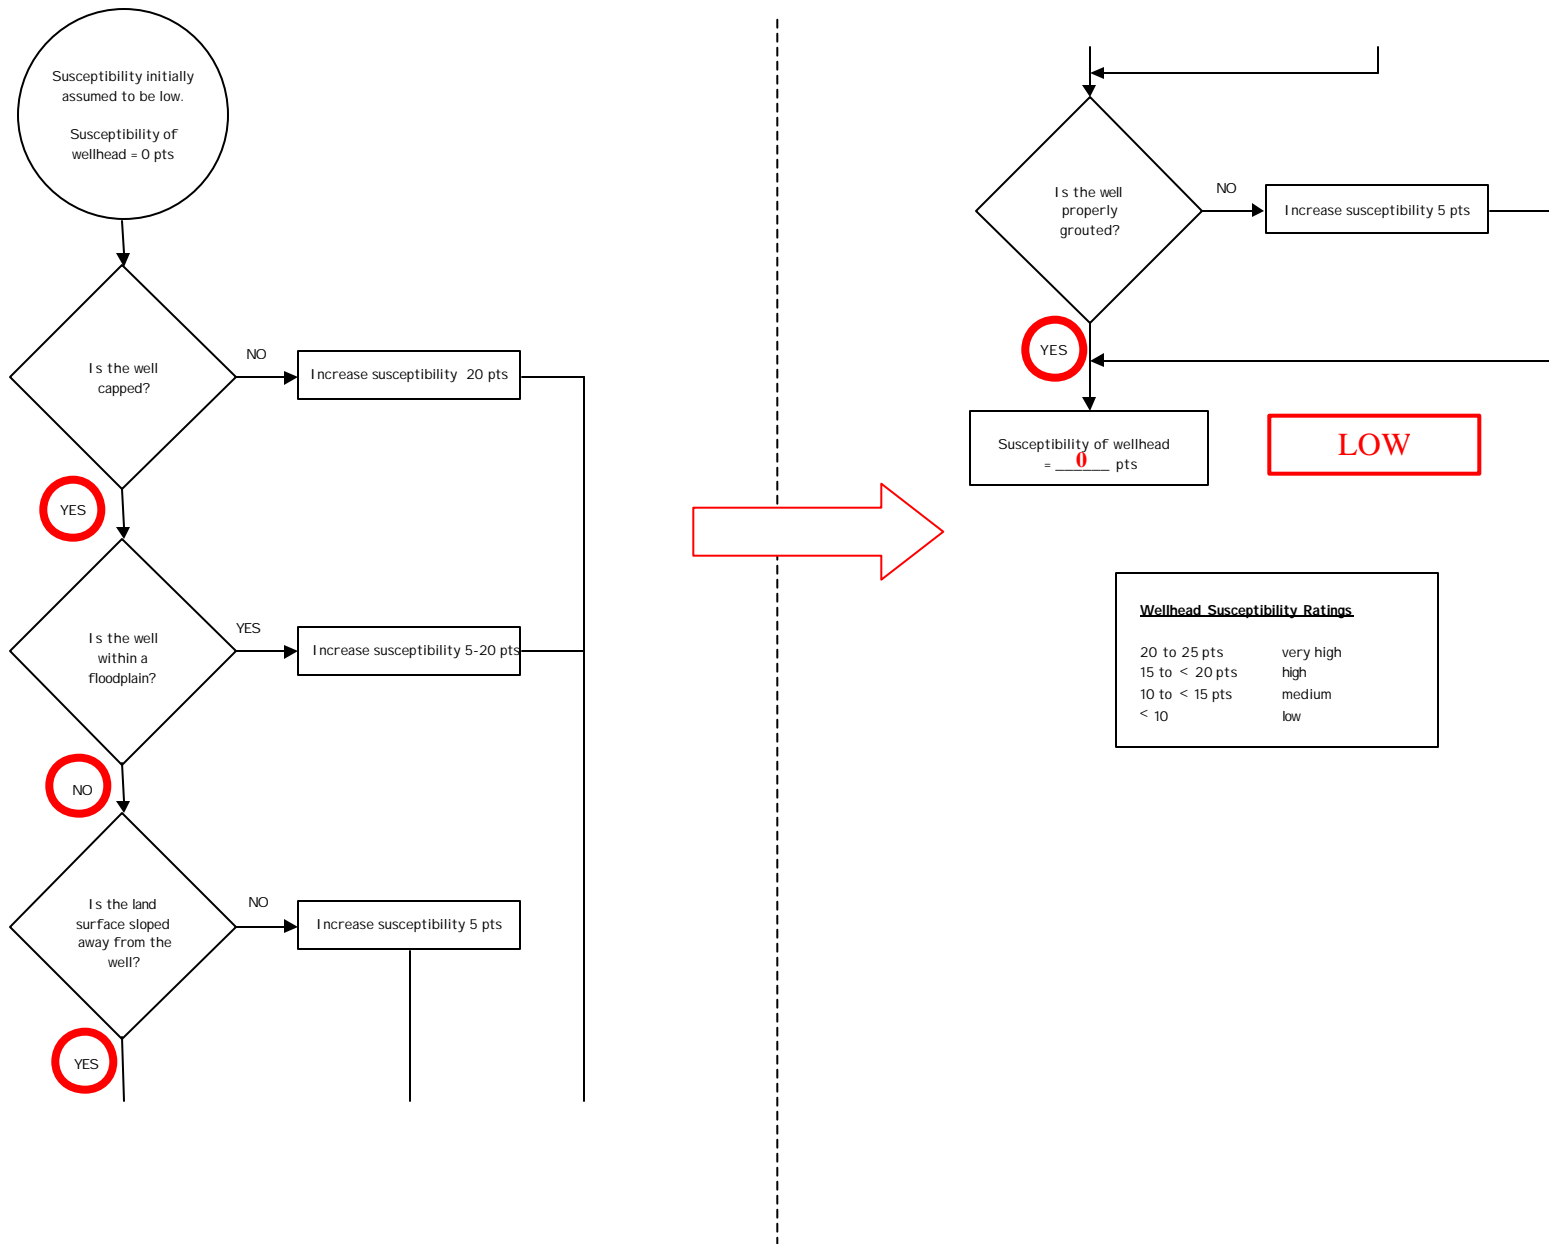 Susceptibility initially
assumed to be low.
Susceptibility of
wellhead = 0 pts
Is the well
capped?
NO
Increase susceptibility 20 pts
YES
Is the well
within a
floodplain?
YES
Increase susceptibility 5-20 pts
NO
Is the land
surface sloped
away from the
well?
NO
Increase susceptibility 5 pts
YES
Is the well
properly
grouted?
NO
Increase susceptibility 5 pts
YES
Susceptibility of wellhead
= ___0___ pts
LOW
Wellhead Susceptibility Ratings
20 to 25 pts very high
15 to < 20 pts high
10 to < 15 pts medium
< 10 low